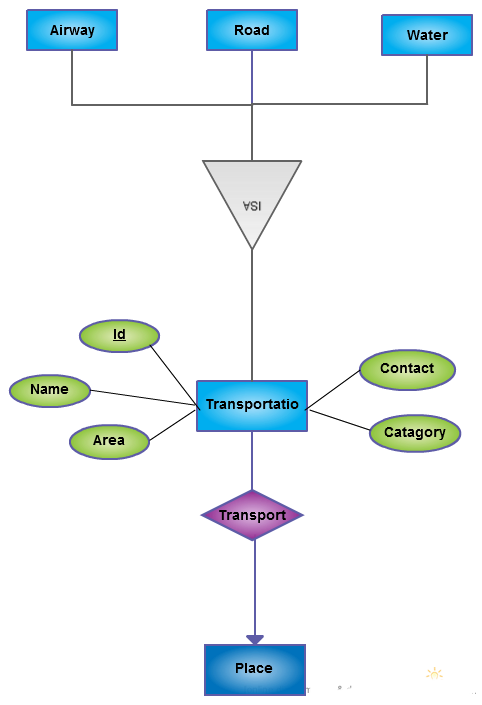 Airway
Road
Water
ISA
Id
Name
Area
Transportatio
Contact
Catagory
Transport
Place